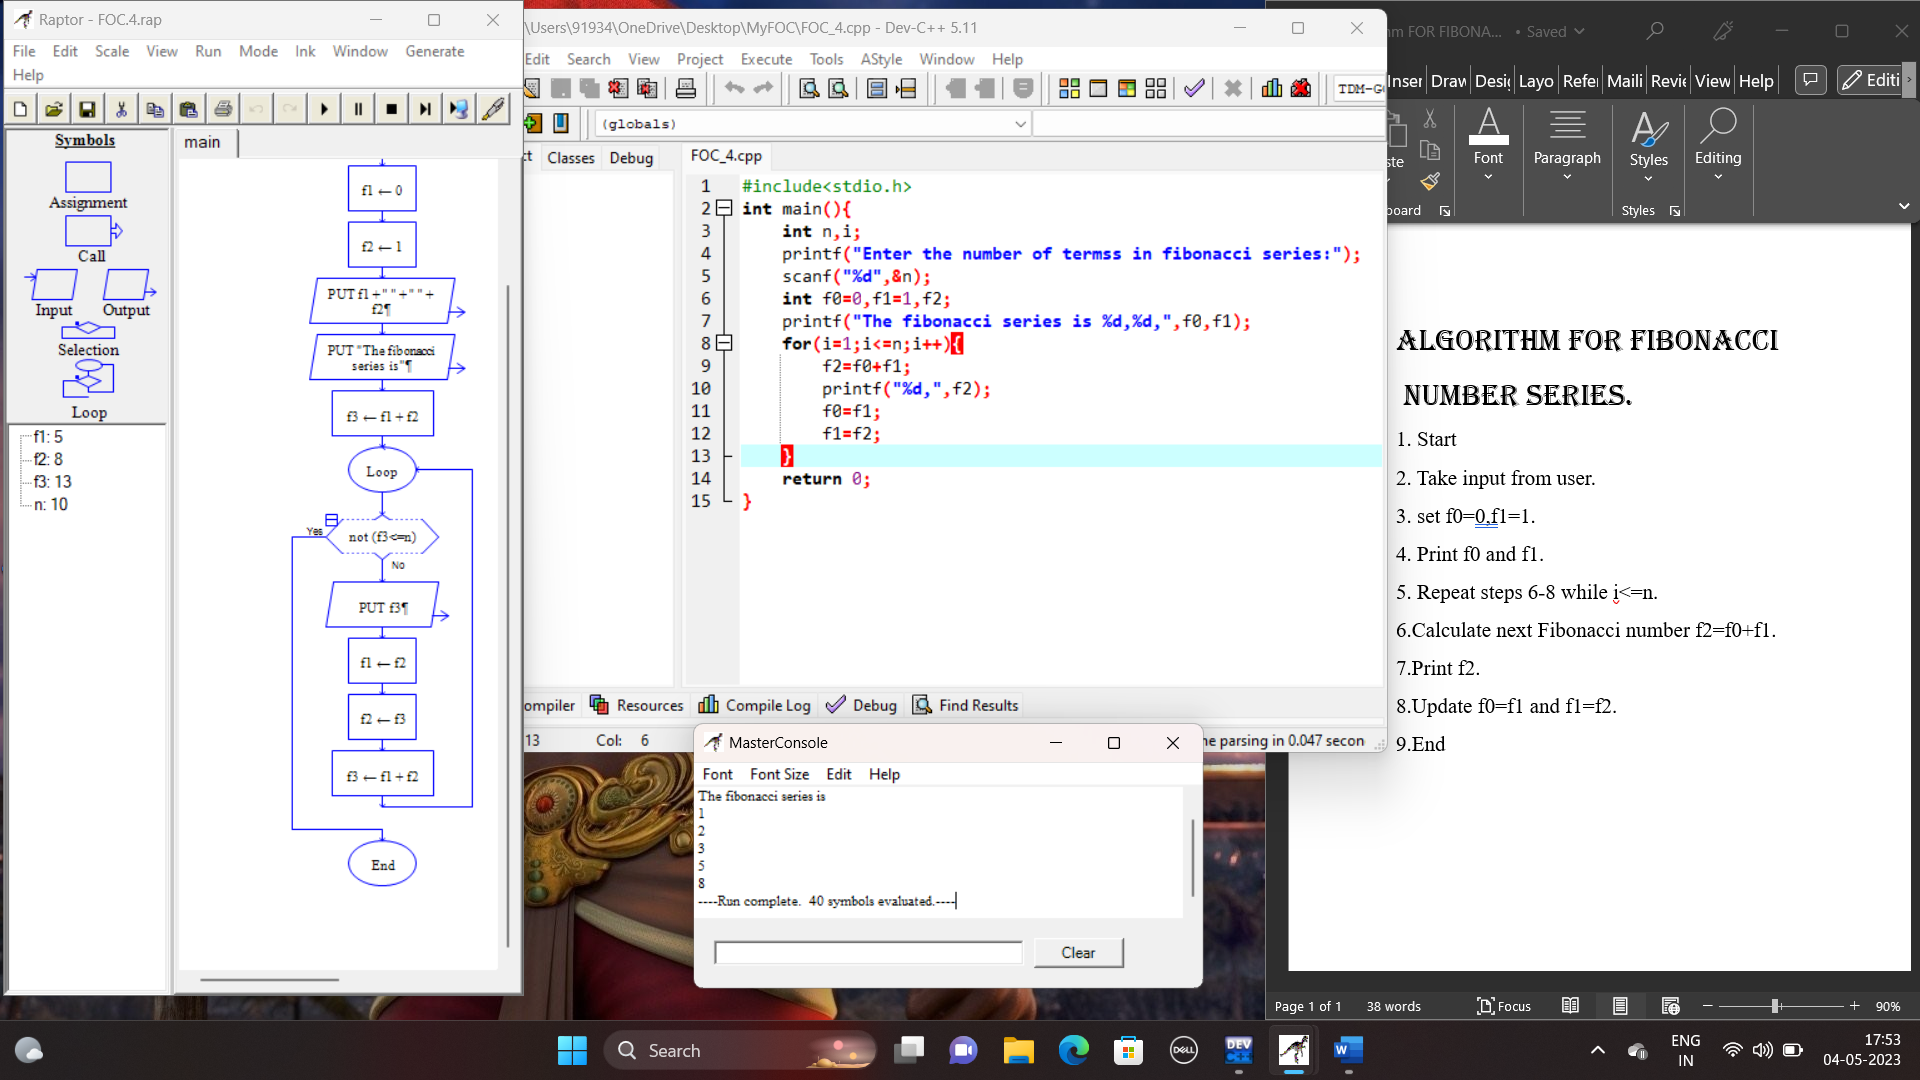 Raptor - FOC.4.rap
File Edit Scale View Run Mode Ink Window Generate
Help
Symbols
Assignment
Call
Input Output
Selection
Loop
f1: 5
f2: 8
f3: 13
n: 10
main
f1 ← 0
f2 ← 1
PUT f1 +" "+" "+
f2¶
PUT "The fibonacci
series is"¶
f3 ← f1 + f2
Loop
Yes
not (f3<=n)
No
PUT f3¶
f1 ← f2
f2 ← f3
f3 ← f1 + f2
End
\Users\91934\OneDrive\Desktop\MyFOC\FOC_4.cpp - Dev-C++ 5.11
Edit Search View Project Execute Tools AStyle Window Help
TDM-G
(globals)
ct Classes Debug
FOC_4.cpp
1 #include<stdio.h>
2 int main(){
3 int n,i;
4 printf("Enter the number of termss in fibonacci series:");
5 scanf("%d",&n);
6 int f0=0,f1=1,f2;
7 printf("The fibonacci series is %d,%d,",f0,f1);
8 for(i=1;i<=n;i++){
9 f2=f0+f1;
10 printf("%d,",f2);
11 f0=f1;
12 f1=f2;
13 }
14 return 0;
15 }
ompiler Resources Compile Log Debug Find Results
13 Col: 6 ne parsing in 0.047 secon
MasterConsole
Font Font Size Edit Help
The fibonacci series is
1
2
3
5
8
----Run complete. 40 symbols evaluated.----
Clear
hm FOR FIBONA... • Saved
Inser Draw Desig Layo Refe Maili Revie View Help Editi
ste Font Paragraph Styles Editing
board Styles
ALGORITHM FOR FIBONACCI
NUMBER SERIES.
1. Start
2. Take input from user.
3. set f0=0,f1=1.
4. Print f0 and f1.
5. Repeat steps 6-8 while i<=n.
6.Calculate next Fibonacci number f2=f0+f1.
7.Print f2.
8.Update f0=f1 and f1=f2.
9.End
Page 1 of 1 38 words Focus 90%
Search
DELL
DEV
C++
W
ENG
IN
17:53
04-05-2023